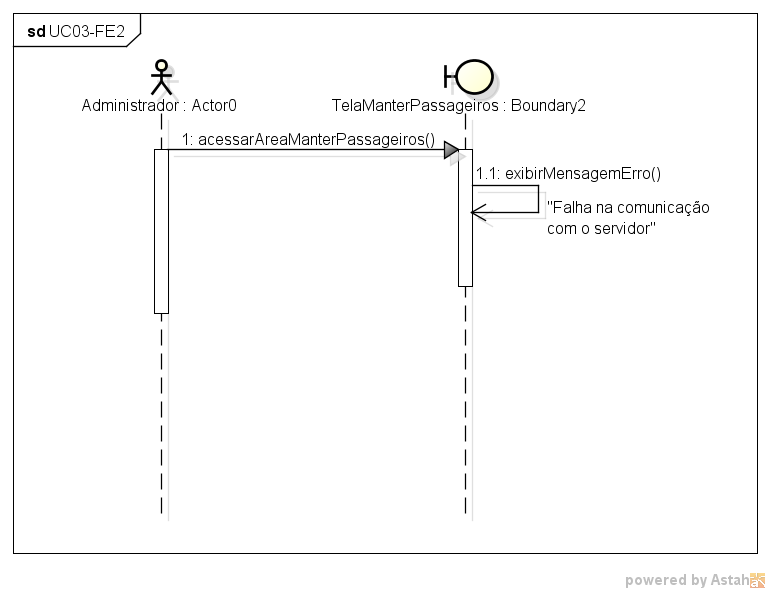 sd UC03-FE2
Administrador : Actor0
TelaManterPassageiros : Boundary2
1: acessarAreaManterPassageiros()
1.1: exibirMensagemErro()
"Falha na comunicação
com o servidor"
powered by Astah